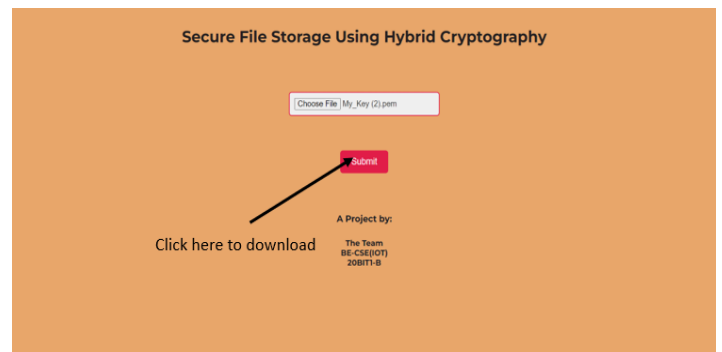 Secure File Storage Using Hybrid Cryptography
Choose File My_Key (2).pem
Submit
A Project by:
Click here to download
The Team
BE-CSE(IOT)
20BIT1-B